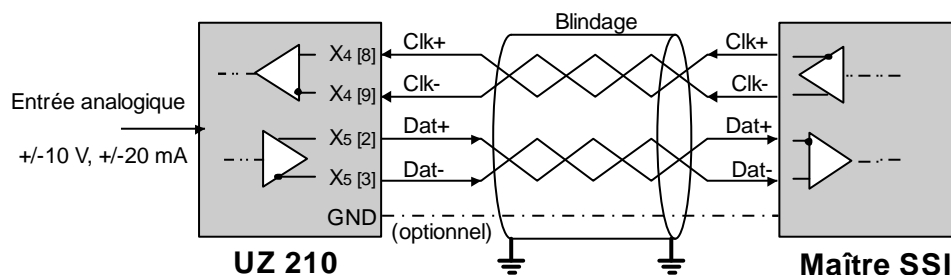 Blindage
X4 [8] Clk+ Clk+
X4 [9] Clk- Clk-
Entrée analogique
+/-10 V, +/-20 mA
X5 [2] Dat+ Dat+
X5 [3] Dat- Dat-
GND (optionnel)
UZ 210 Maître SSI